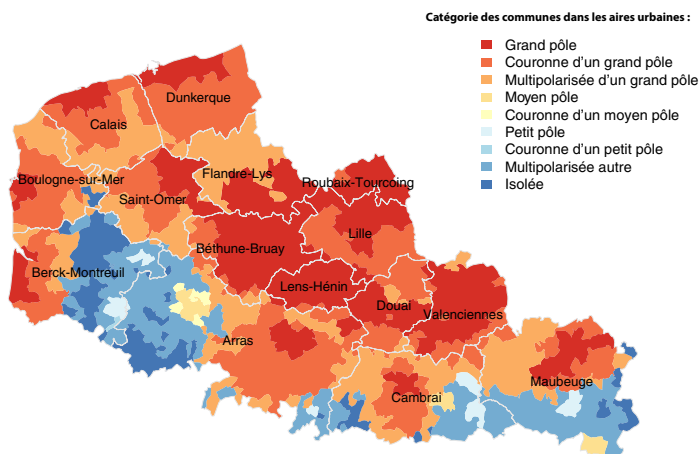 Catégorie des communes dans les aires urbaines :
Grand pôle
Couronne d'un grand pôle
Multipolarisée d'un grand pôle
Moyen pôle
Couronne d'un moyen pôle
Petit pôle
Couronne d'un petit pôle
Multipolarisée autre
Isolée
Dunkerque
Calais
Flandre-Lys
Boulogne-sur-Mer
Roubaix-Tourcoing
Saint-Omer
Lille
Béthune-Bruay
Berck-Montreuil
Lens-Hénin
Douai
Valenciennes
Arras
Maubeuge
Cambrai